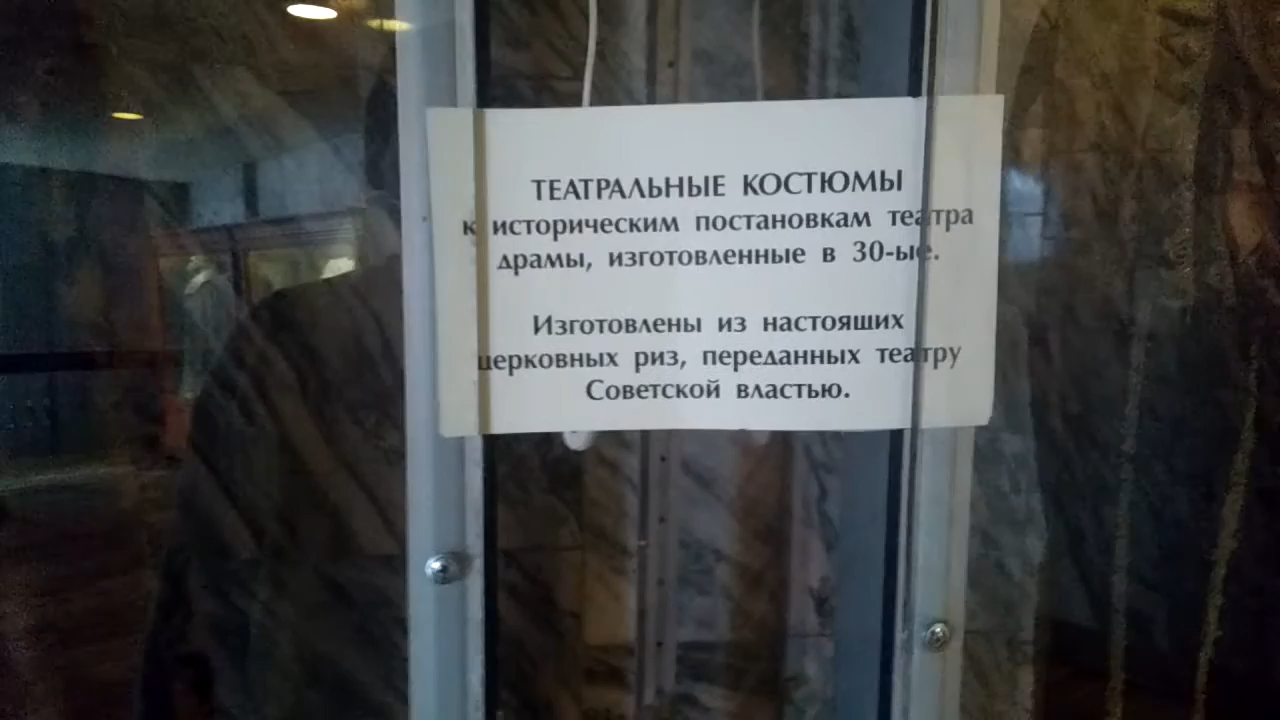 ТЕАТРАЛЬНЫЕ КОСТЮМЫ
к историческим постановкам театра
драмы, изготовленные в 30-ые.
Изготовлены из настояших
церковных риз, переданных театру
Советской властью.